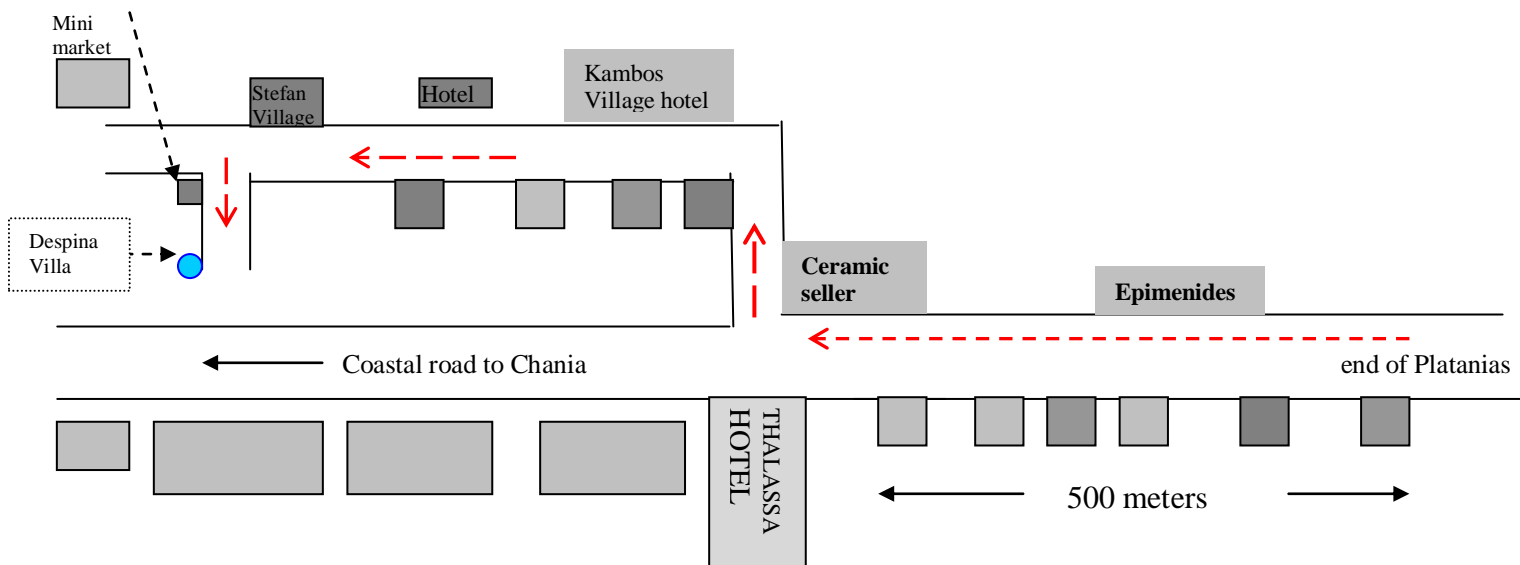 Mini
market
Stefan
Village
Hotel
Kambos
Village hotel
Despina
Villa
Ceramic
seller
Epimenides
Coastal road to Chania
end of Platanias
THALASSA
HOTEL
500 meters